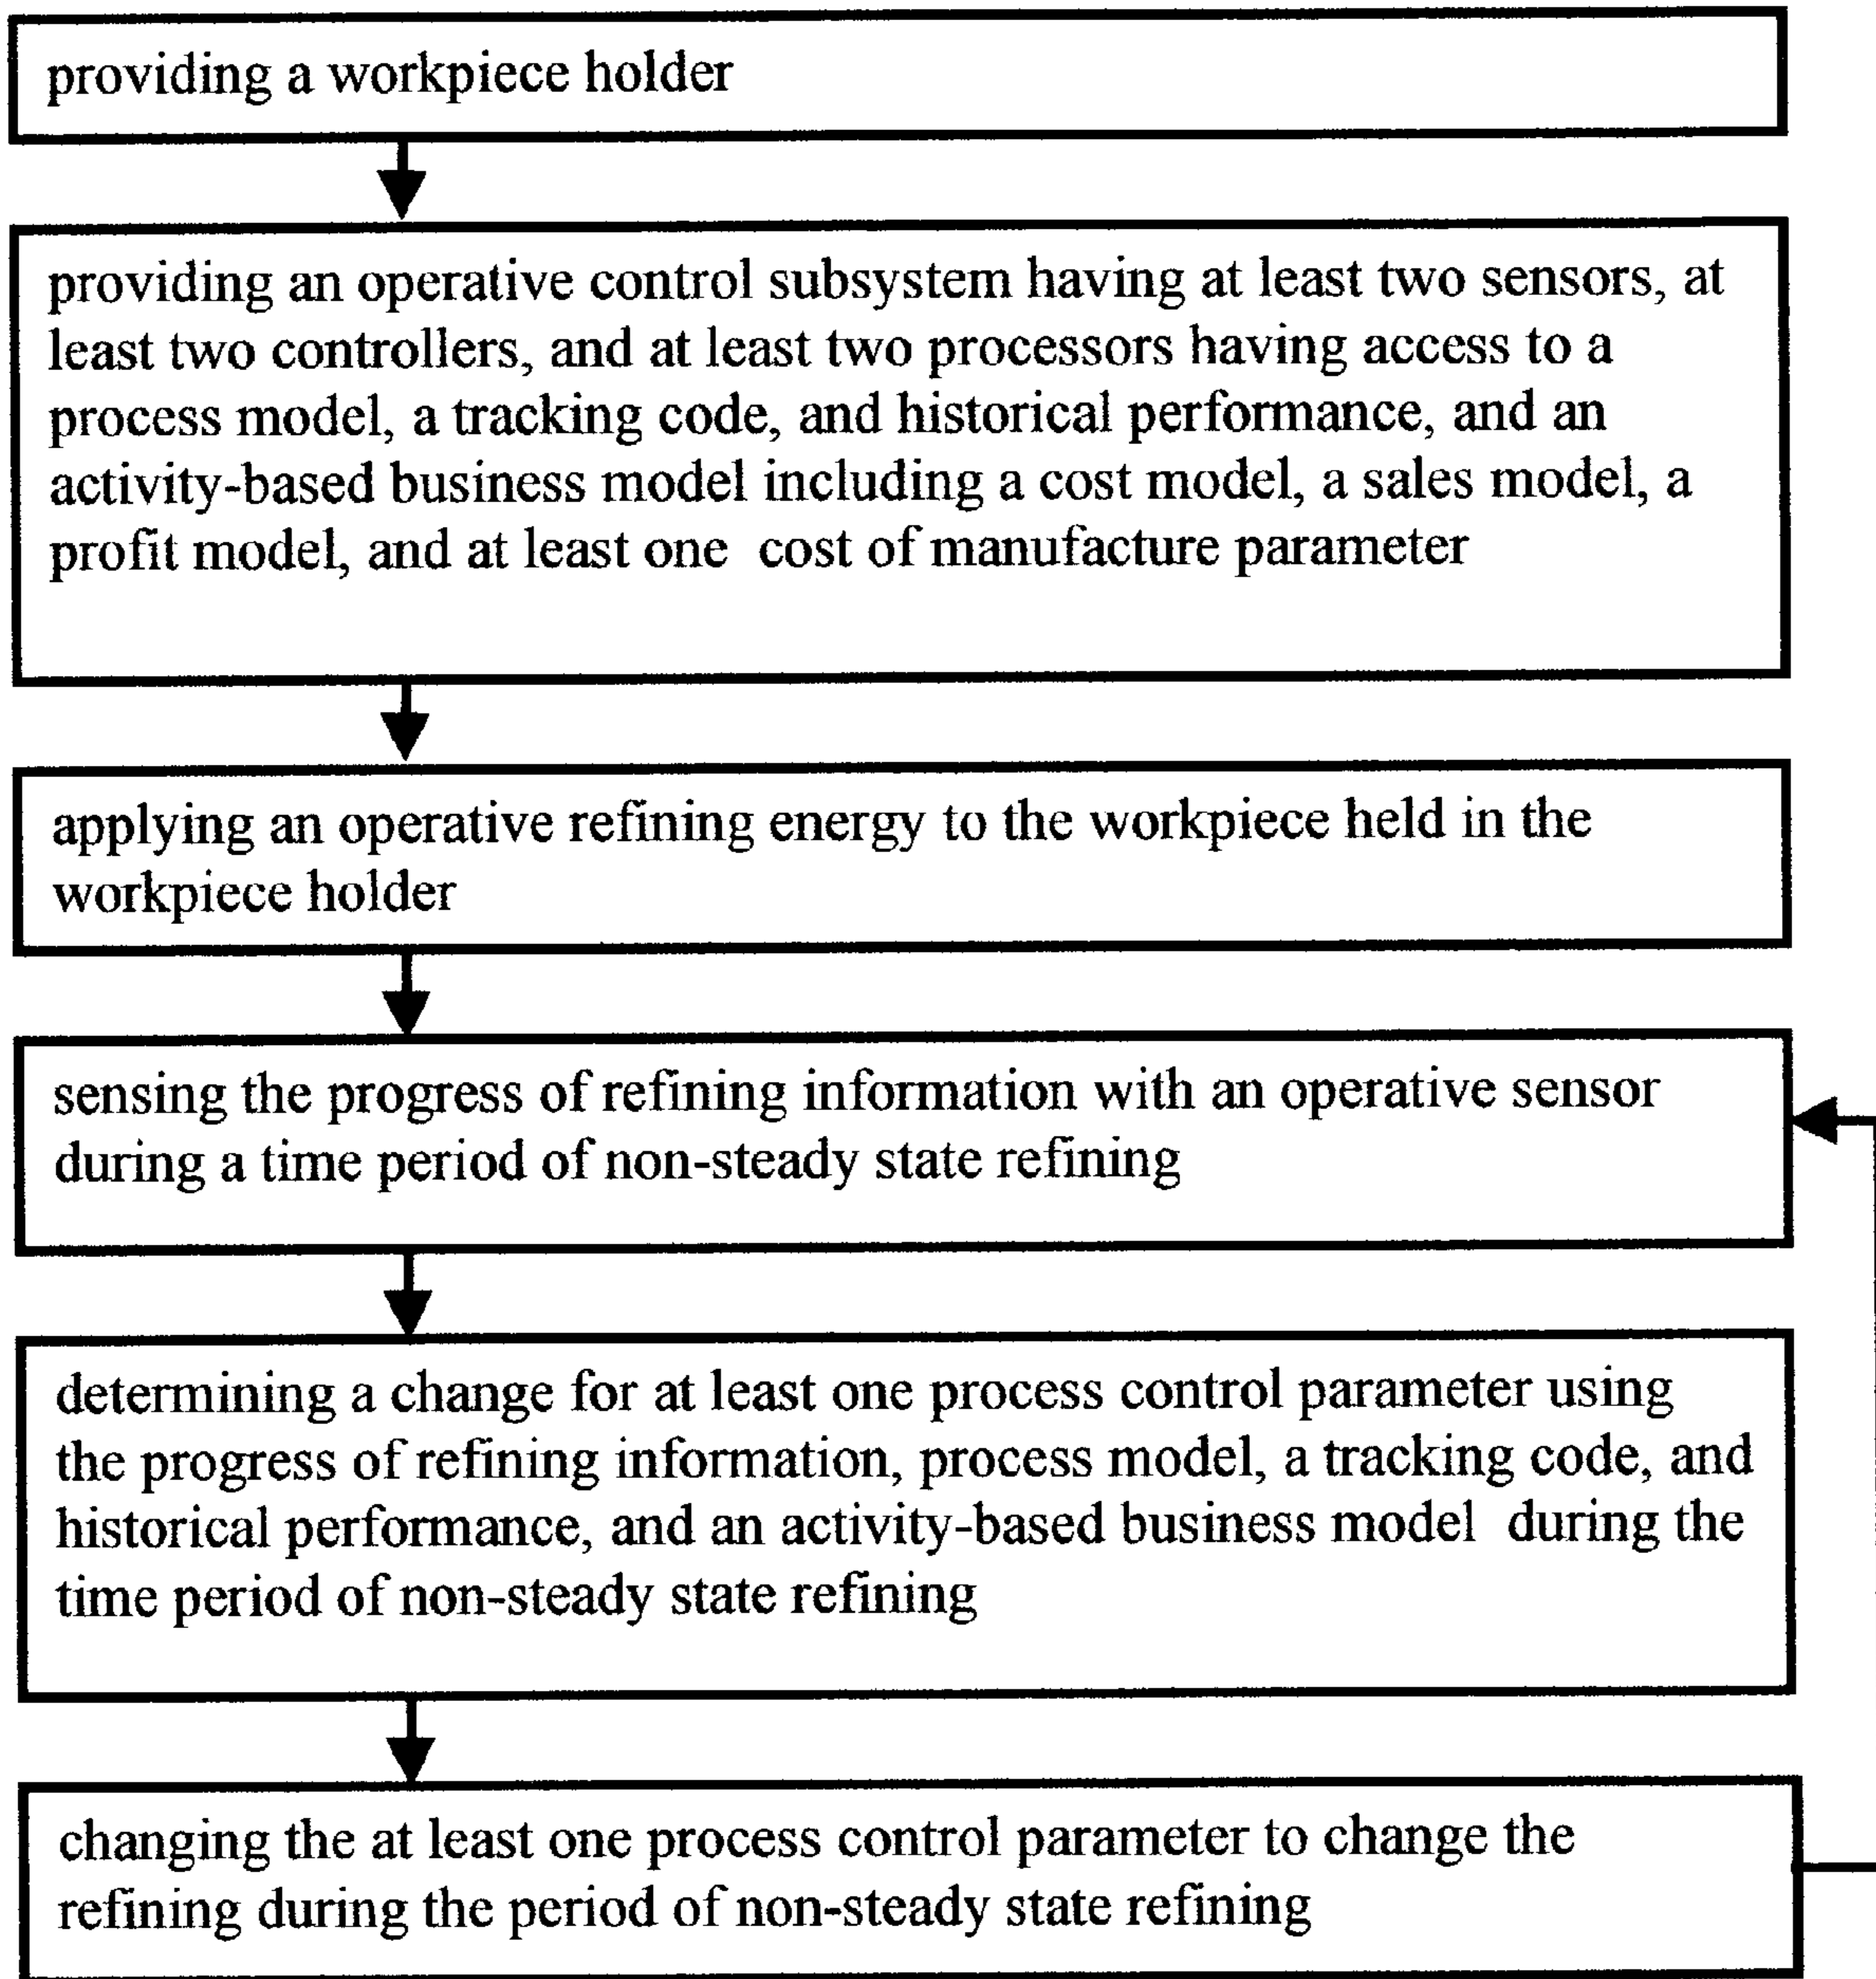 providing a workpiece holder
providing an operative control subsystem having at least two sensors, at
least two controllers, and at least two processors having access to a
process model, a tracking code, and historical performance, and an
activity-based business model including a cost model, a sales model, a
profit model, and at least one cost of manufacture parameter
applying an operative refining energy to the workpiece held in the
workpiece holder
sensing the progress of refining information with an operative sensor
during a time period of non-steady state refining
determining a change for at least one process control parameter using
the progress of refining information, process model, a tracking code, and
historical performance, and an activity-based business model during the
time period of non-steady state refining
changing the at least one process control parameter to change the
refining during the period of non-steady state refining